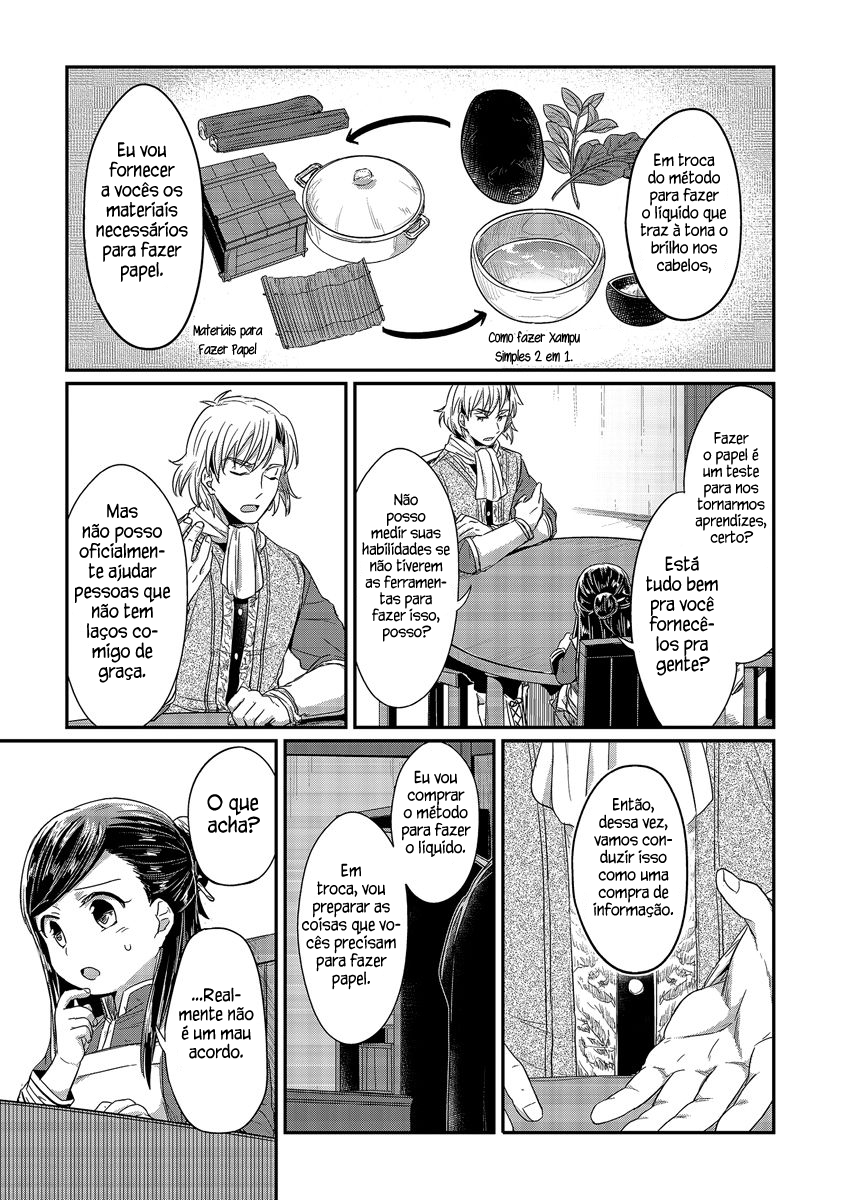 Em troca
do método
para fazer
o líquido que
traz à tona o
brilho nos
cabelos,
Eu vou
fornecer
a vocês os
materiais
necessários
para fazer
papel.
Como fazer Xampu
Simples 2 em 1.
Materiais para
Fazer Papel
Fazer
o papel é
um teste
para nos
tornarmos
aprendizes,
certo?
Está
tudo bem
pra você
fornecê-
los pra
gente?
Não
posso
medir suas
habilidades se
não tiverem
as ferramen-
tas para
fazer isso,
posso?
Mas
não posso
oficialmen-
te ajudar
pessoas que
não tem
laços co-
migo de
graça.
Então,
dessa vez,
vamos con-
duzir isso
como uma
compra de
informação.
Eu vou
comprar
o método
para fazer
o líquido.
Em
troca, vou
preparar as
coisas que vo-
cês precisam
para fazer
papel.
O que
acha?
...Real-
mente não
é um mau
acordo.